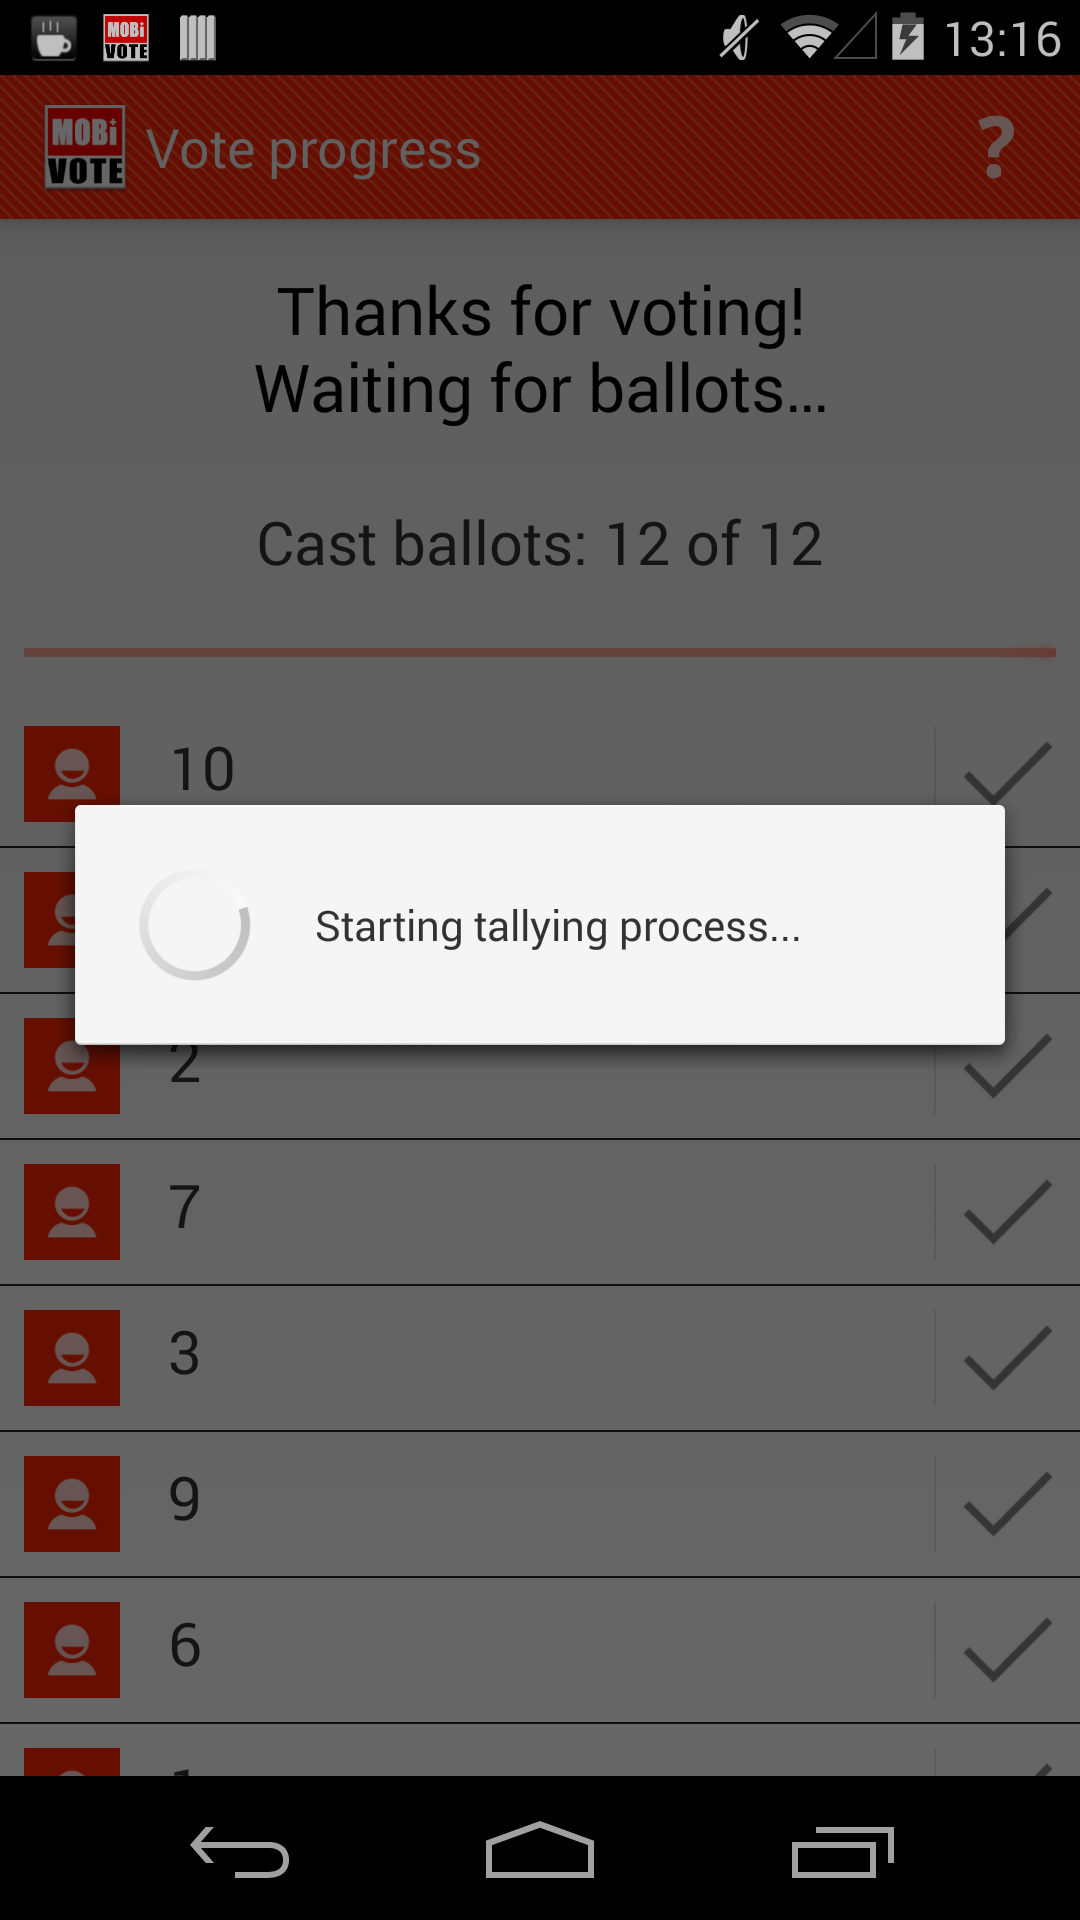 MOBi
VOTE
13:16
MOBi
VOTE
Vote progress
?
Thanks for voting!
Waiting for ballots...
Cast ballots: 12 of 12
10
Starting tallying process...
2
7
3
9
6